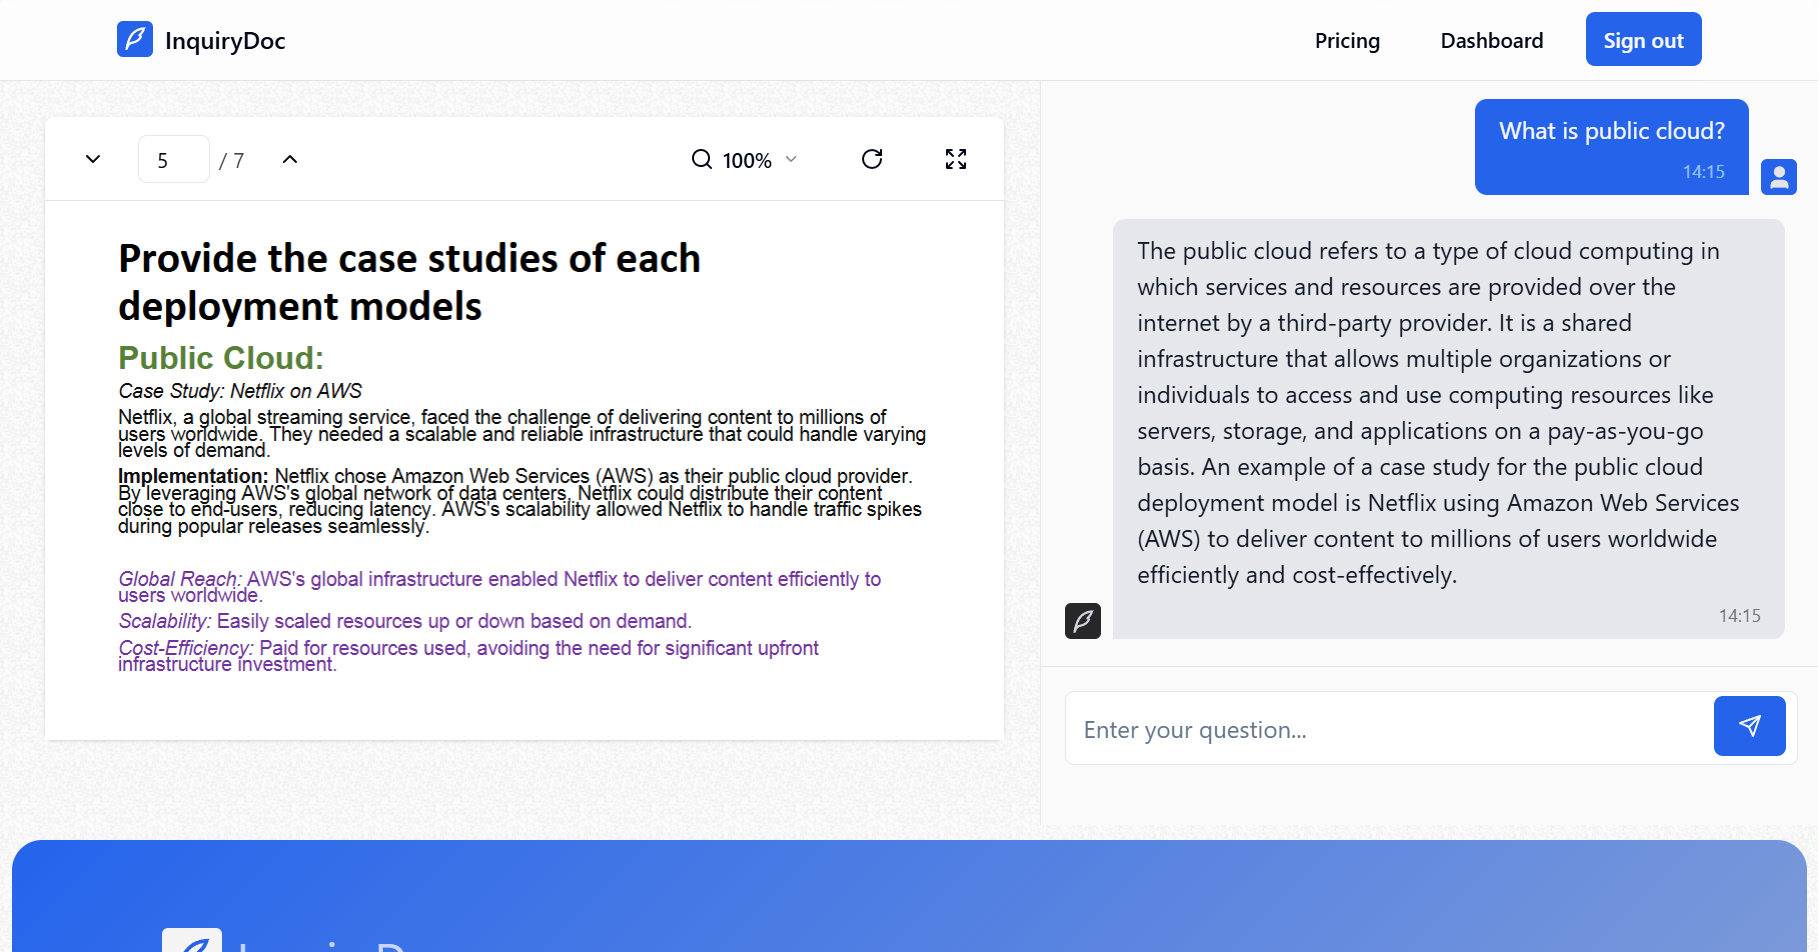 InquiryDoc
Pricing
Dashboard
Sign out
5 / 7
100%
Provide the case studies of each
deployment models
Public Cloud:
Case Study: Netflix on AWS
Netflix, a global streaming service, faced the challenge of delivering content to millions of
users worldwide. They needed a scalable and reliable infrastructure that could handle varying
levels of demand.
Implementation: Netflix chose Amazon Web Services (AWS) as their public cloud provider.
By leveraging AWS's global network of data centers, Netflix could distribute their content
close to end-users, reducing latency. AWS's scalability allowed Netflix to handle traffic spikes
during popular releases seamlessly.
Global Reach: AWS's global infrastructure enabled Netflix to deliver content efficiently to
users worldwide.
Scalability: Easily scaled resources up or down based on demand.
Cost-Efficiency: Paid for resources used, avoiding the need for significant upfront
infrastructure investment.
What is public cloud?
14:15
The public cloud refers to a type of cloud computing in
which services and resources are provided over the
internet by a third-party provider. It is a shared
infrastructure that allows multiple organizations or
individuals to access and use computing resources like
servers, storage, and applications on a pay-as-you-go
basis. An example of a case study for the public cloud
deployment model is Netflix using Amazon Web Services
(AWS) to deliver content to millions of users worldwide
efficiently and cost-effectively.
14:15
Enter your question...